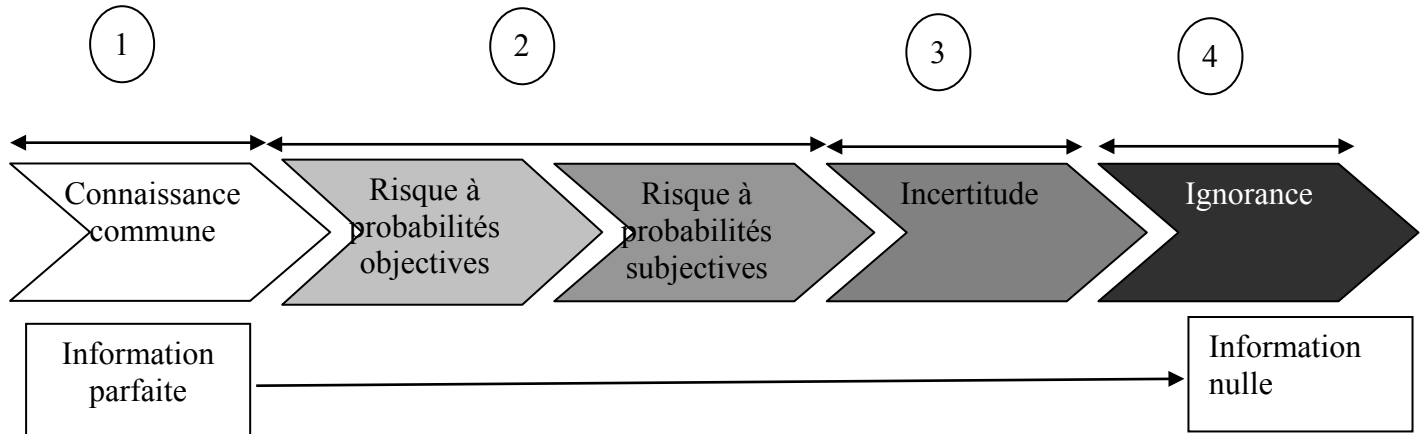 1
2
3
4
Connaissance
commune
Risque à
probabilités
objectives
Risque à
probabilités
subjectives
Incertitude
Ignorance
Information
parfaite
Information
nulle